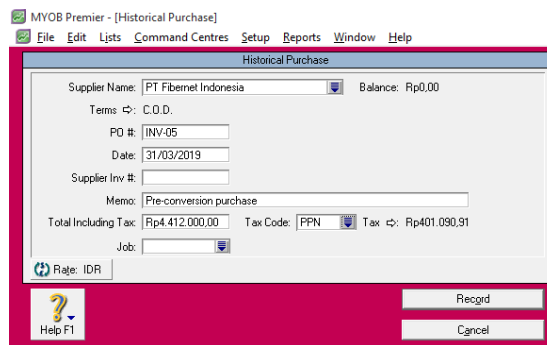 MYOB Premier - [Historical Purchase]
File Edit Lists Command Centres Setup Reports Window Help
Historical Purchase
Supplier Name: PT Fibernet Indonesia Balance: Rp0,00
Terms ⇨: C.O.D.
PO #: INV-05
Date: 31/03/2019
Supplier Inv #:
Memo: Pre-conversion purchase
Total Including Tax: Rp4.412.000,00 Tax Code: PPN Tax ⇨: Rp401.090,91
Job:
Rate: IDR
Record
Help F1
Cancel